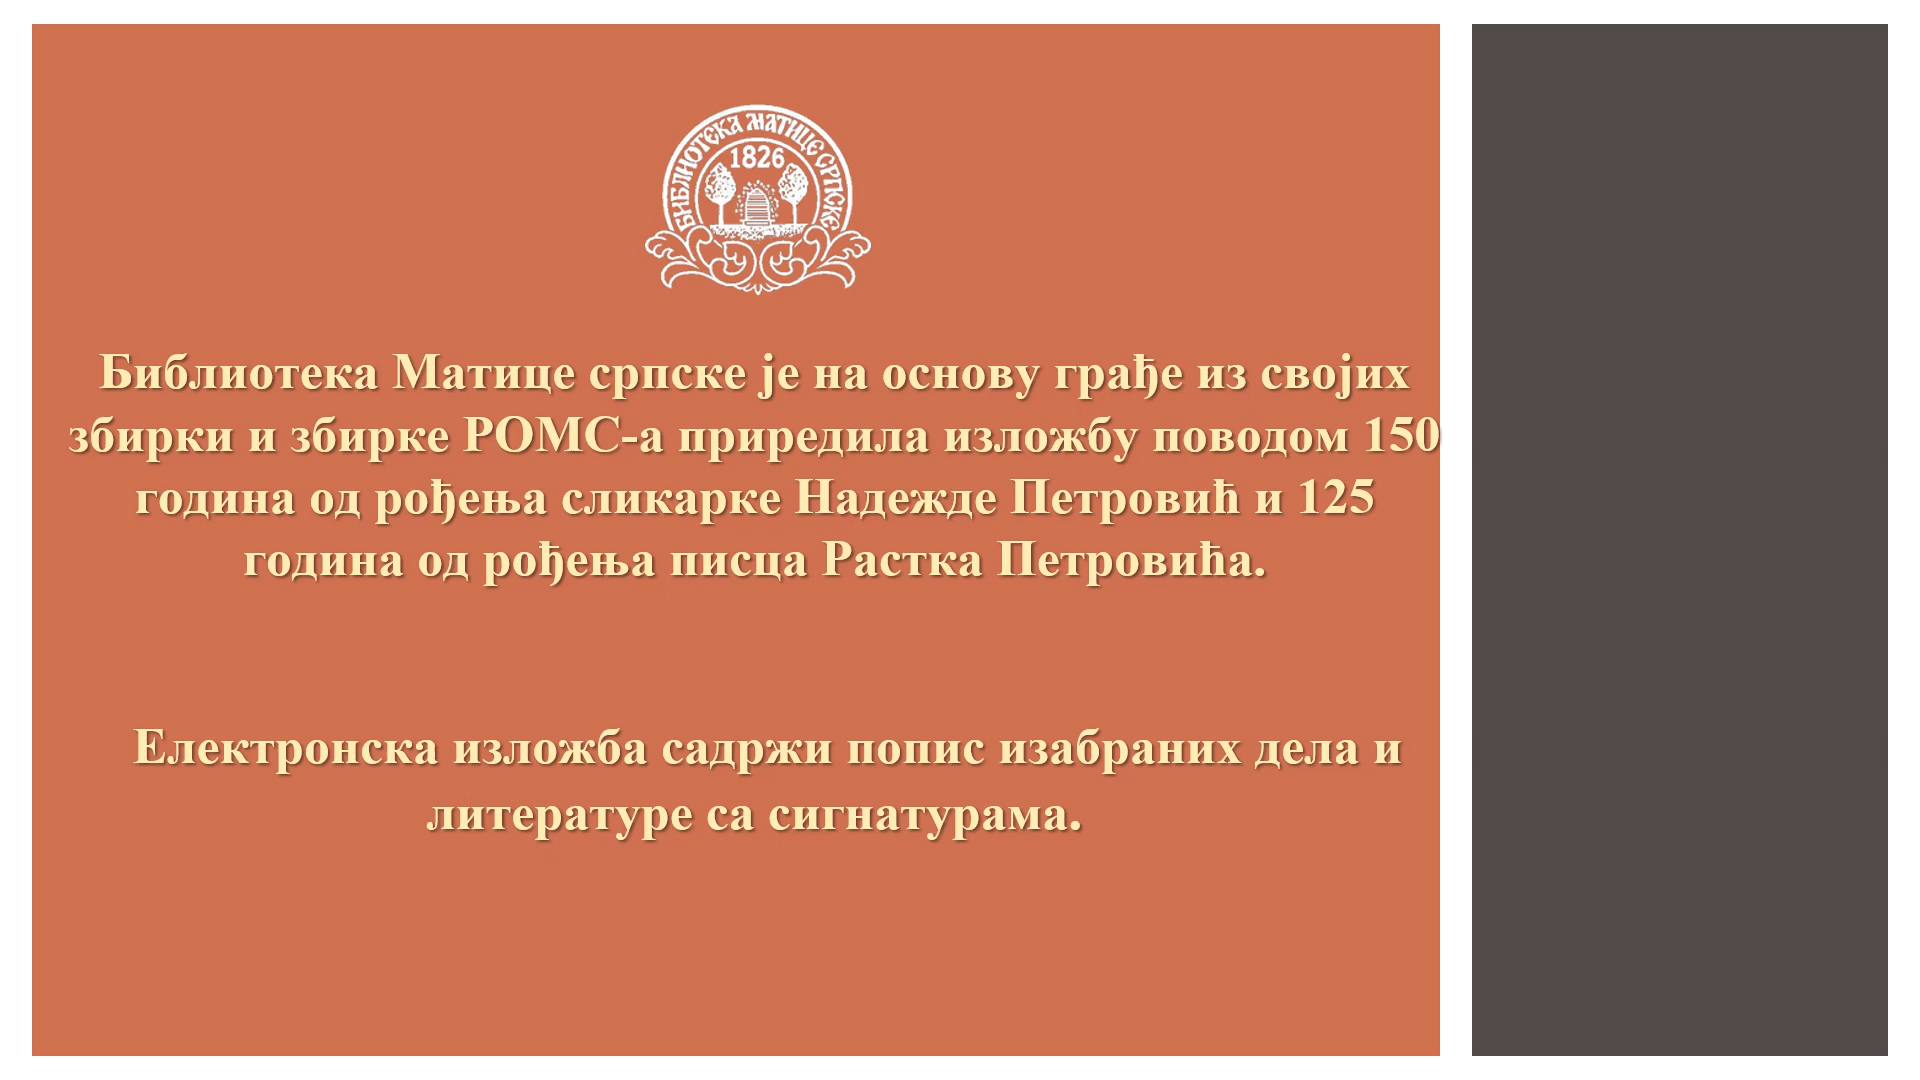 БИБЛИОТЕКА МАТИЦЕ СРПСКЕ
1826
Библиотека Матице српске је на основу грађе из својих
збирки и збирке РОМС-а приредила изложбу поводом 150
година од рођења сликарке Надежде Петровић и 125
година од рођења писца Растка Петровића.
Електронска изложба садржи попис изабраних дела и
литературе са сигнатурама.